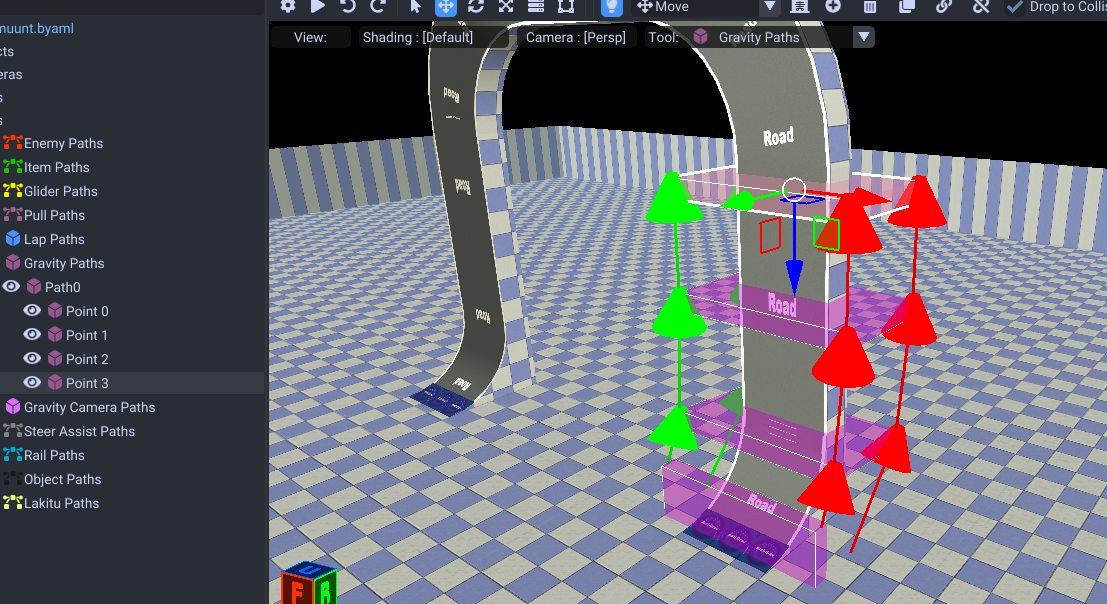 Move
Drop to Collis
muunt.byaml
View:
Shading : [Default]
Camera : [Persp]
Tool:
Gravity Paths
cts
eras
s
s
Enemy Paths
Item Paths
Glider Paths
Pull Paths
Lap Paths
Gravity Paths
Path0
Point 0
Point 1
Point 2
Point 3
Gravity Camera Paths
Steer Assist Paths
Rail Paths
Object Paths
Lakitu Paths
Road
Road
Road
Road
Road
Road
Road
U
F
R